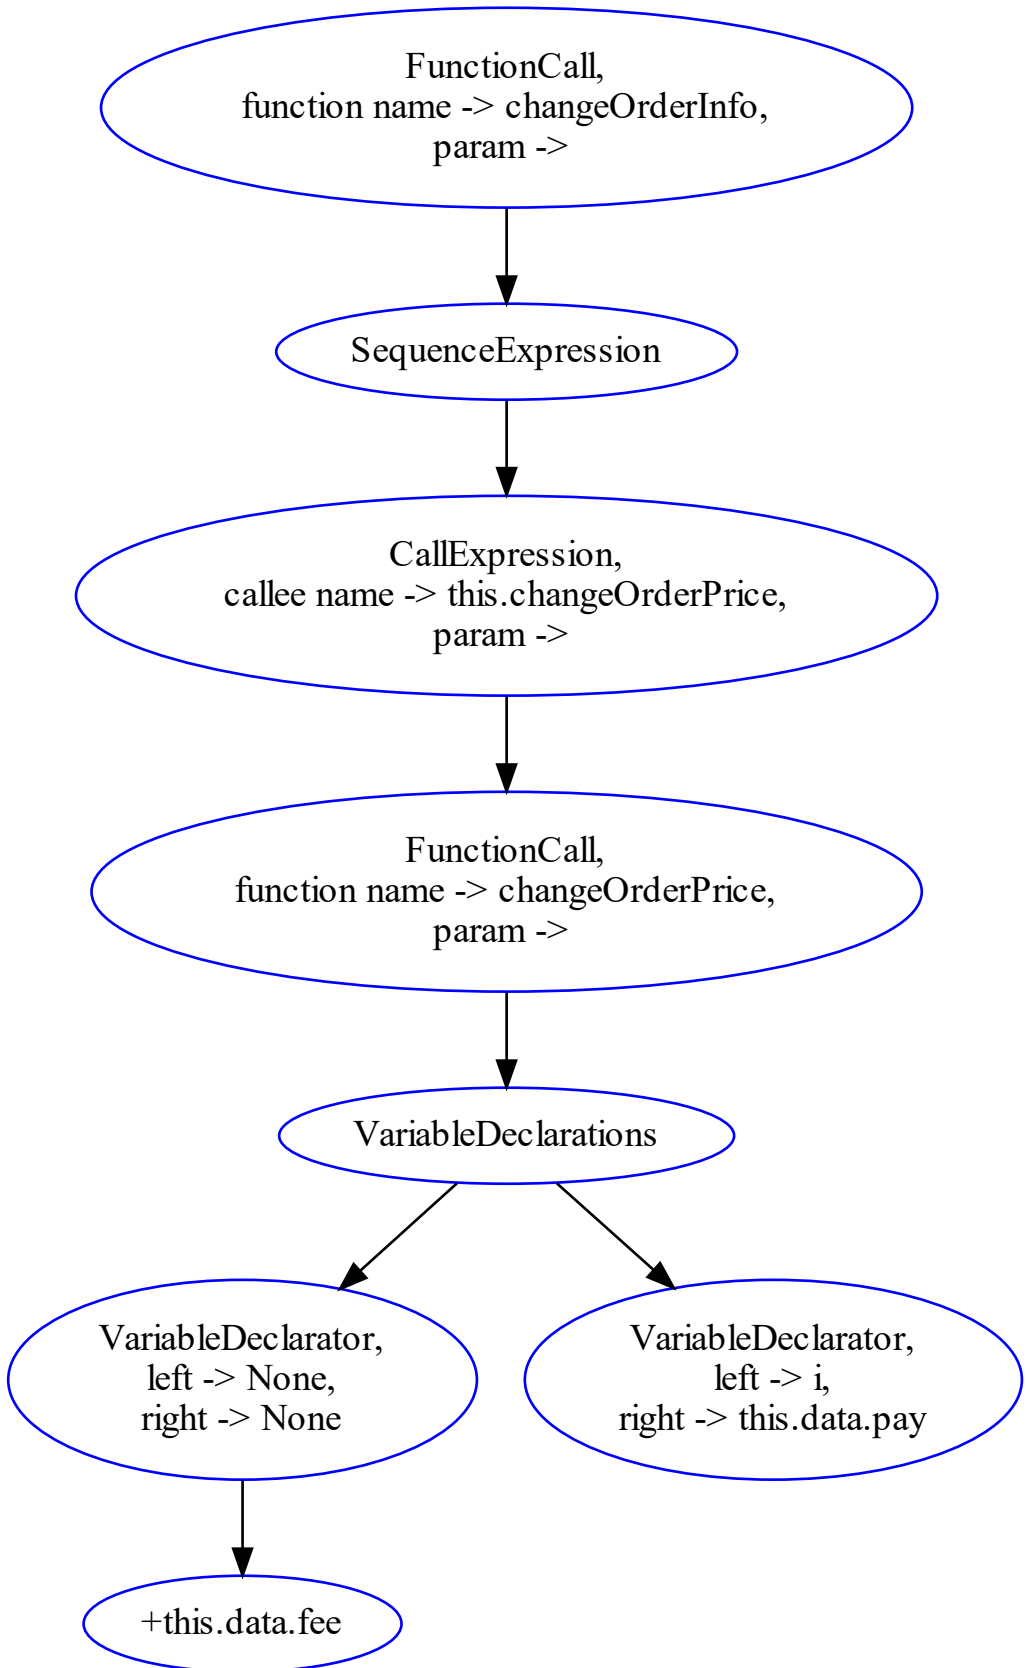 FunctionCall,
function name -> changeOrderInfo,
param ->
SequenceExpression
CallExpression,
callee name -> this.changeOrderPrice,
param ->
FunctionCall,
function name -> changeOrderPrice,
param ->
VariableDeclarations
VariableDeclarator,
left -> None,
right -> None
VariableDeclarator,
left -> i,
right -> this.data.pay
+this.data.fee